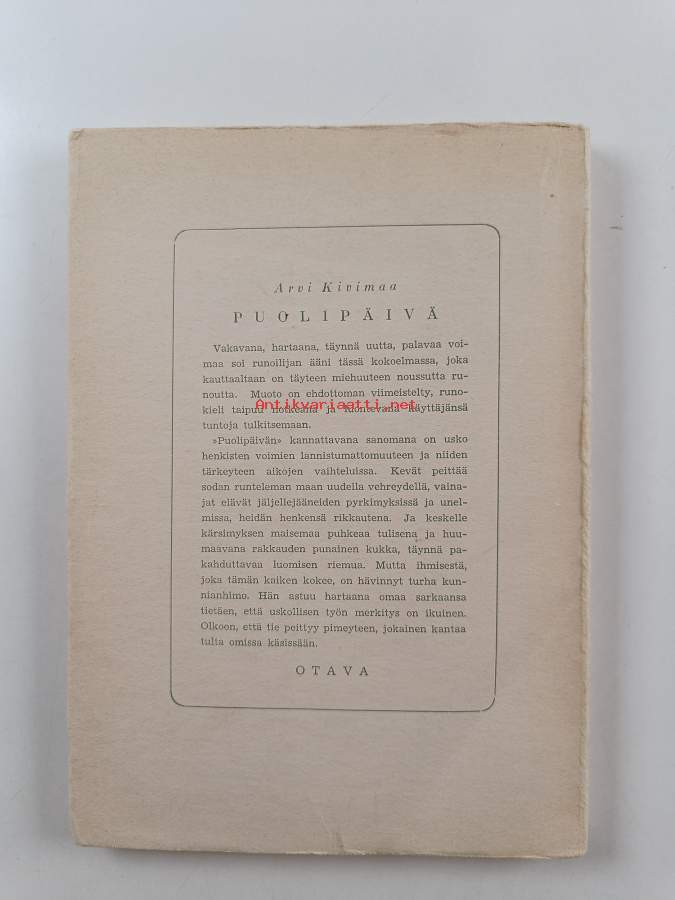 Arvi Kivimaa
PUOLIPÄIVÄ
Vakavana, hartaana, täynnä uutta, palavaa voi-
maa soi runoilijan ääni tässä kokoelmassa, joka
kauttaaltaan on täyteen miehuuteen noussutta ru-
noutta. Muoto on ehdottoman viimeistelty, runo-
kieli taipuu notkeana ja luontevana käyttäjänsä
Antikvariaatti.net
tuntoja tulkitsemaan.
»Puolipäivän» kannattavana sanomana on usko
henkisten voimien lannistumattomuuteen ja niiden
tärkeyteen aikojen vaihteluissa. Kevät peittää
sodan runteleman maan uudella vehreydellä, vaina-
jat elävät jäljellejääneiden pyrkimyksissä ja unel-
missa, heidän henkensä rikkautena. Ja keskelle
kärsimyksen maisemaa puhkeaa tulisena ja huu-
maavana rakkauden punainen kukka, täynnä pa-
kahduttavaa luomisen riemua. Mutta ihmisestä,
joka tämän kaiken kokee, on hävinnyt turha kun-
nianhimo. Hän astuu hartaana omaa sarkaansa
tietäen, että uskollisen työn merkitys on ikuinen.
Olkoon, että tie peittyy pimeyteen, jokainen kantaa
tulta omissa käsissään.
OTAVA